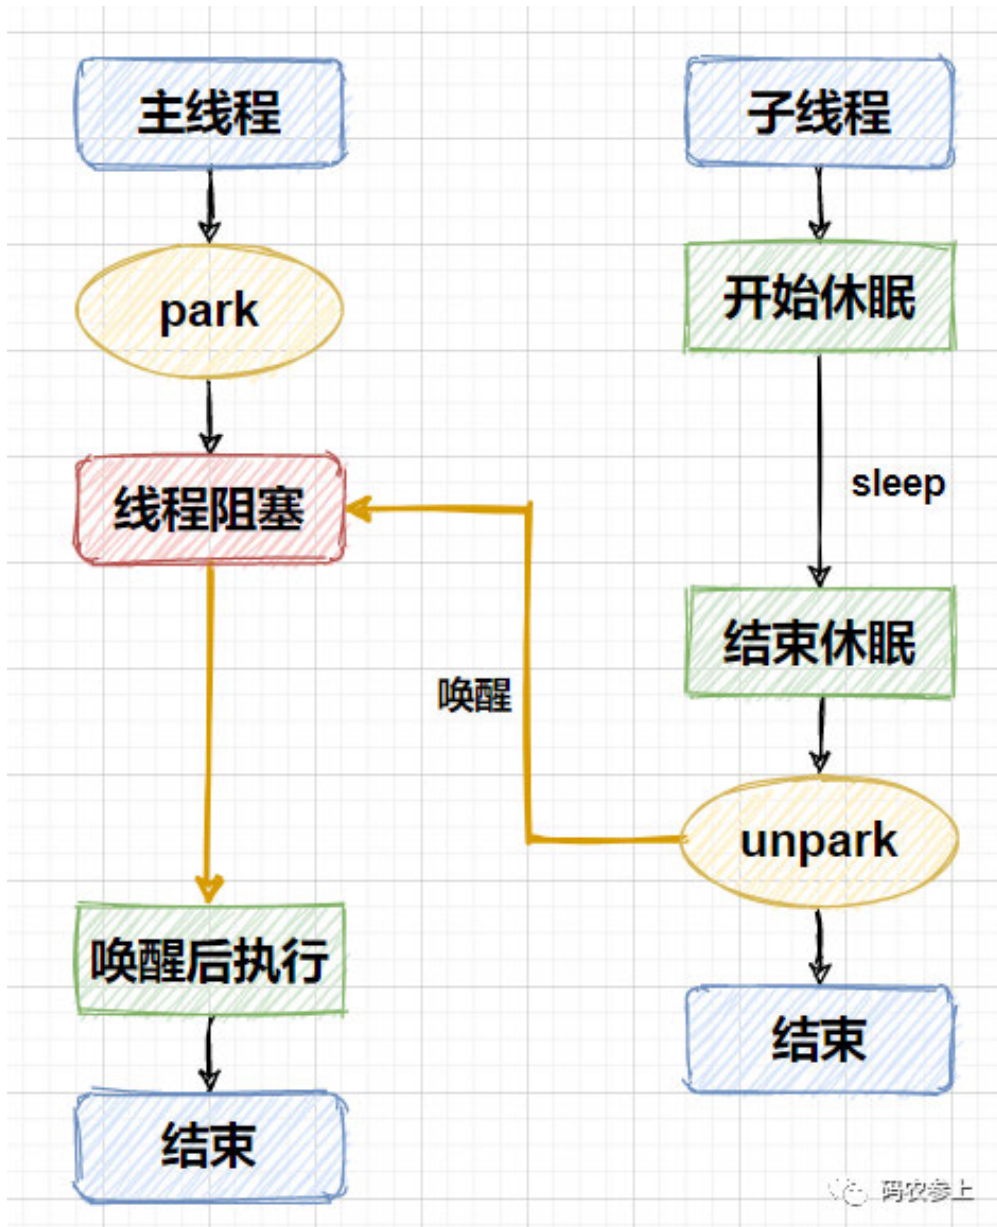 主线程
park
线程阻塞
唤醒后执行
结束
唤醒
子线程
开始休眠
sleep
结束休眠
unpark
结束
码农参上